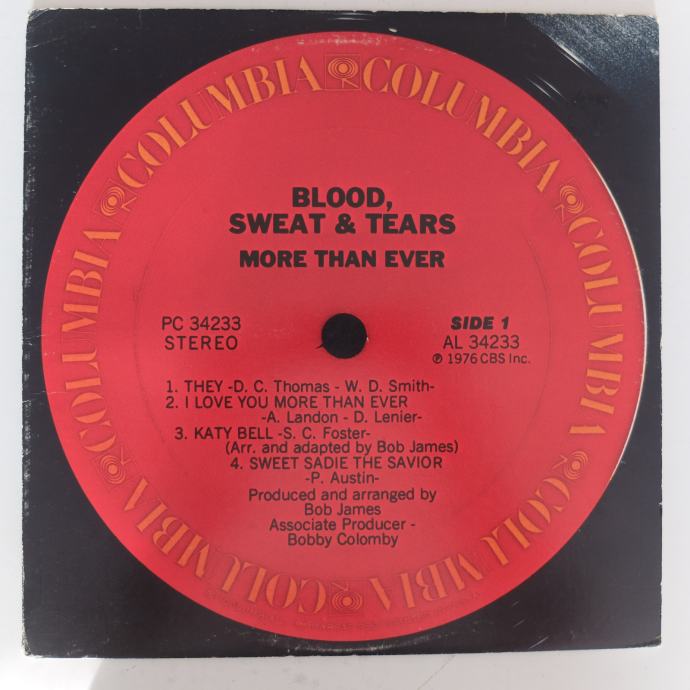 COLUMBIA COLUMBIA COLUMBIA COLUMBIA COLUMBIA COLUMBIA
BLOOD,
SWEAT & TEARS
MORE THAN EVER
PC 34233
STEREO
SIDE 1
AL 34233
℗ 1976 CBS Inc.
1. THEY -D. C. Thomas - W. D. Smith-
2. I LOVE YOU MORE THAN EVER
-A. Landon - D. Lenier-
3. KATY BELL -S. C. Foster-
(Arr. and adapted by Bob James)
4. SWEET SADIE THE SAVIOR
-P. Austin-
Produced and arranged by
Bob James
Associate Producer -
Bobby Colomby